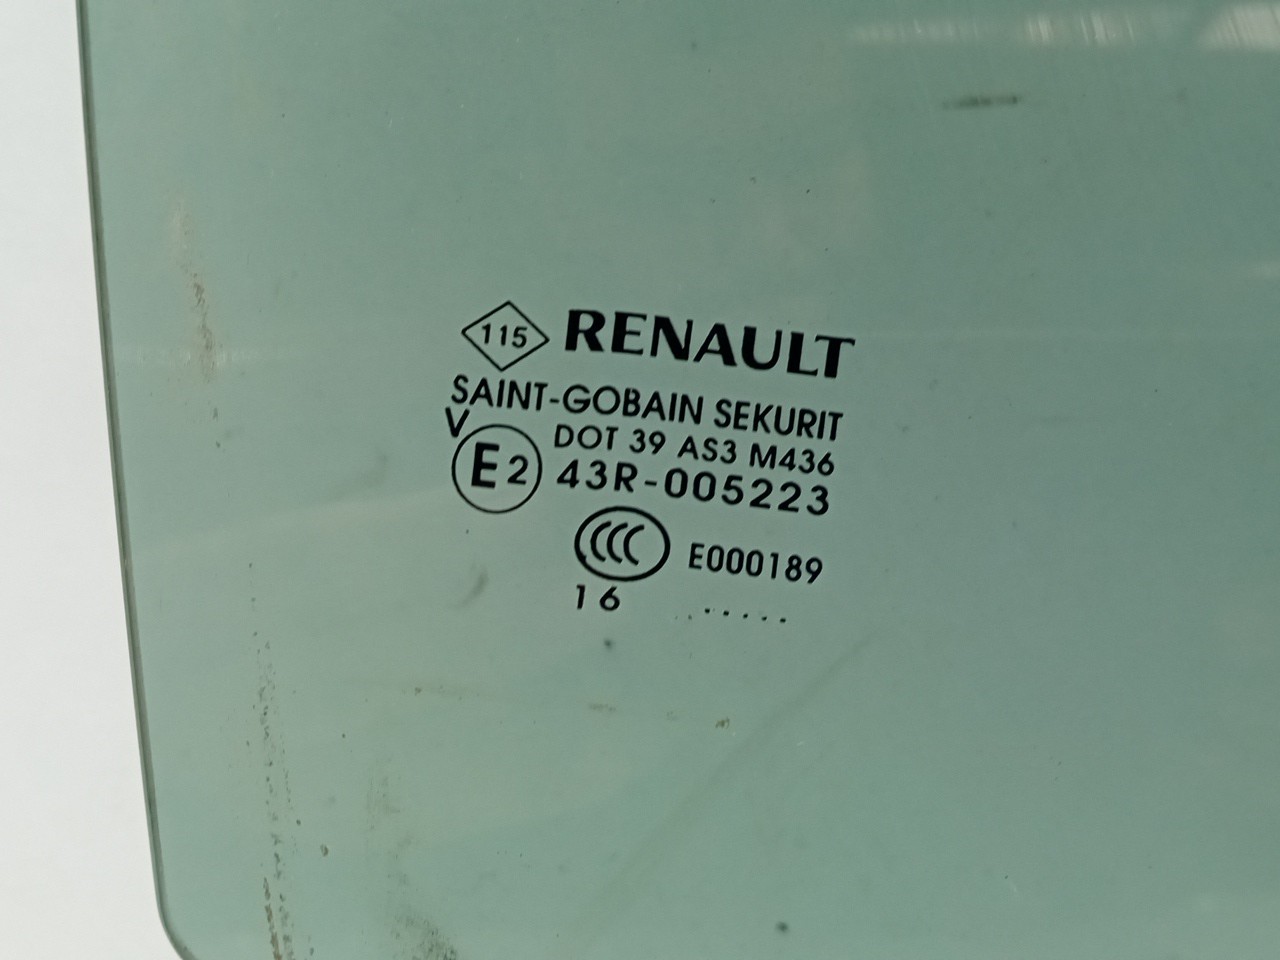 115 RENAULT
SAINT-GOBAIN SEKURIT
V
DOT 39 AS3 M436
E2 43R-005223
CCC E000189
16 .....